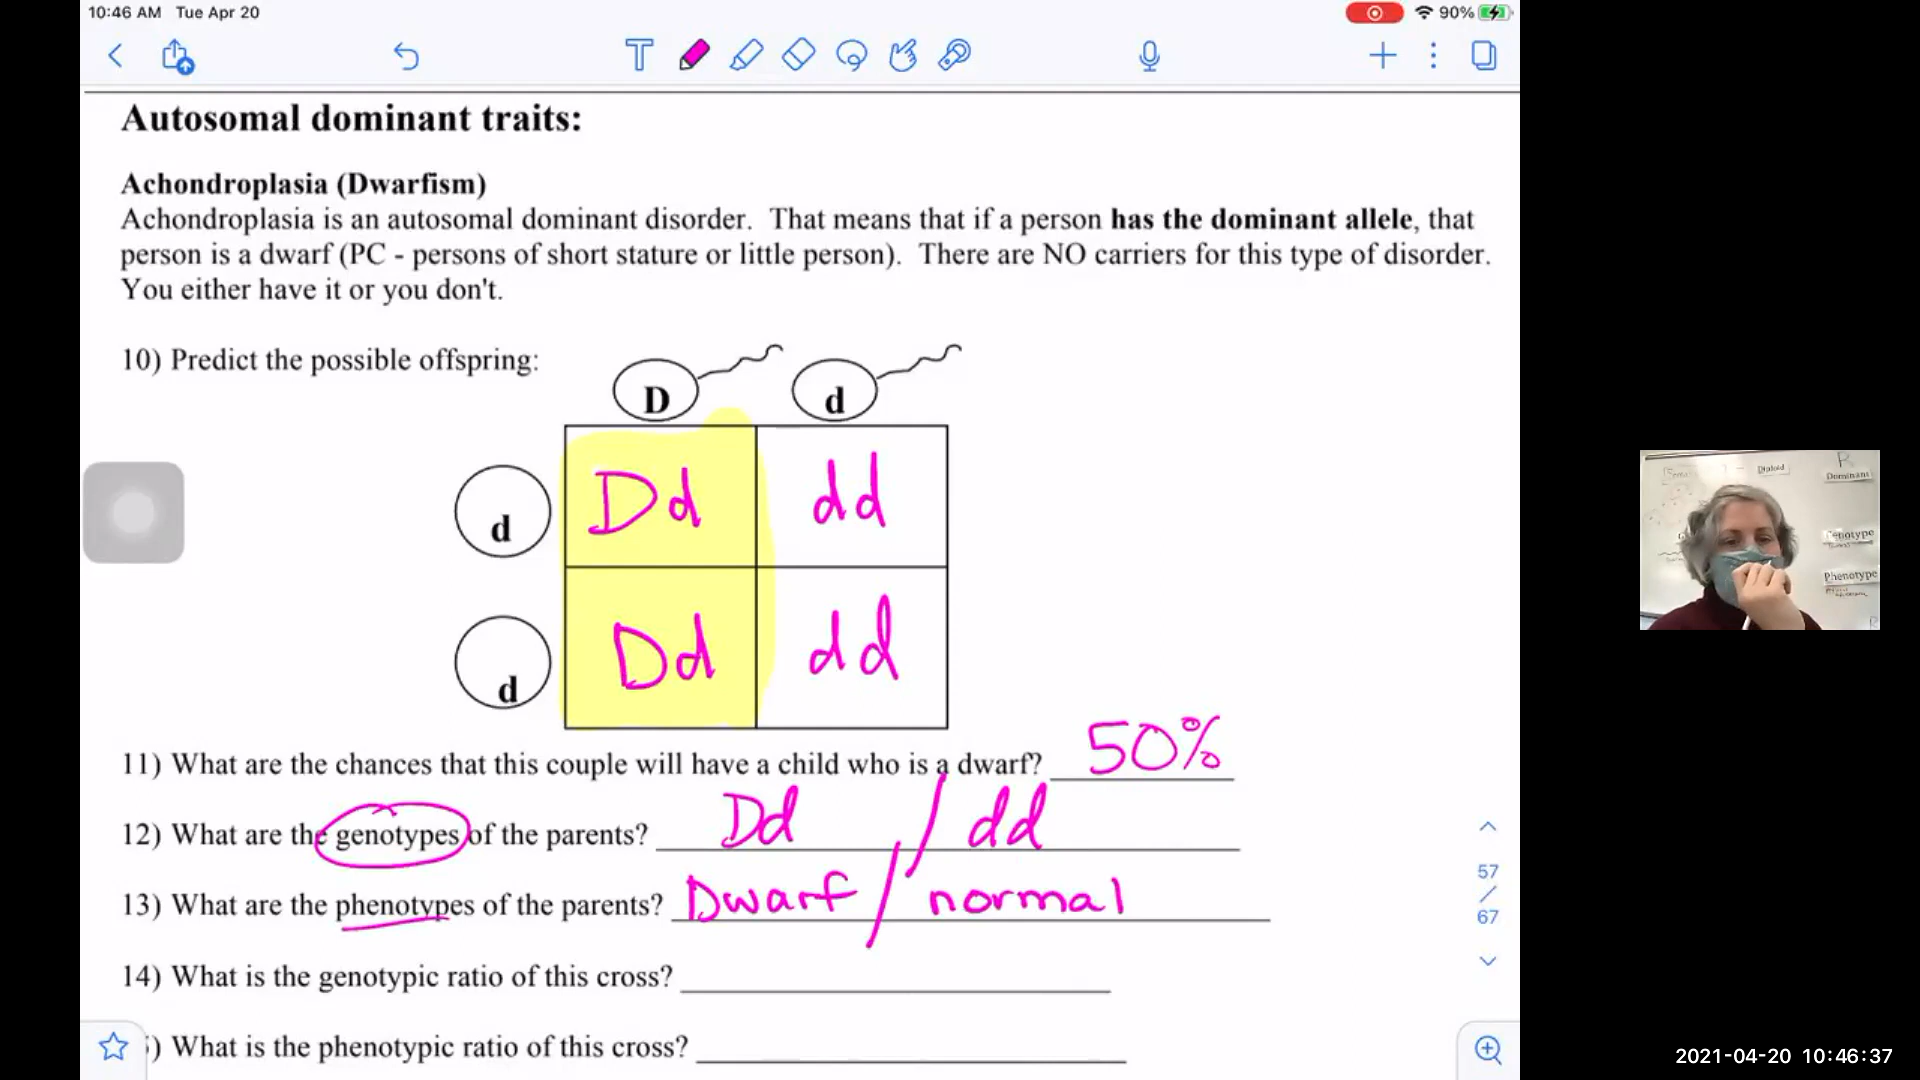 10:46 AM Tue Apr 20
90%
Autosomal dominant traits:
Achondroplasia (Dwarfism)
Achondroplasia is an autosomal dominant disorder. That means that if a person has the dominant allele, that
person is a dwarf (PC - persons of short stature or little person). There are NO carriers for this type of disorder.
You either have it or you don't.
10) Predict the possible offspring:
D d
d Dd dd
d Dd dd
11) What are the chances that this couple will have a child who is a dwarf? 50%
12) What are the genotypes of the parents? Dd / dd
13) What are the phenotypes of the parents? Dwarf / normal
14) What is the genotypic ratio of this cross?
) What is the phenotypic ratio of this cross?
57
/
67
Diploid
Dominant
Phenotype
2021-04-20 10:46:37